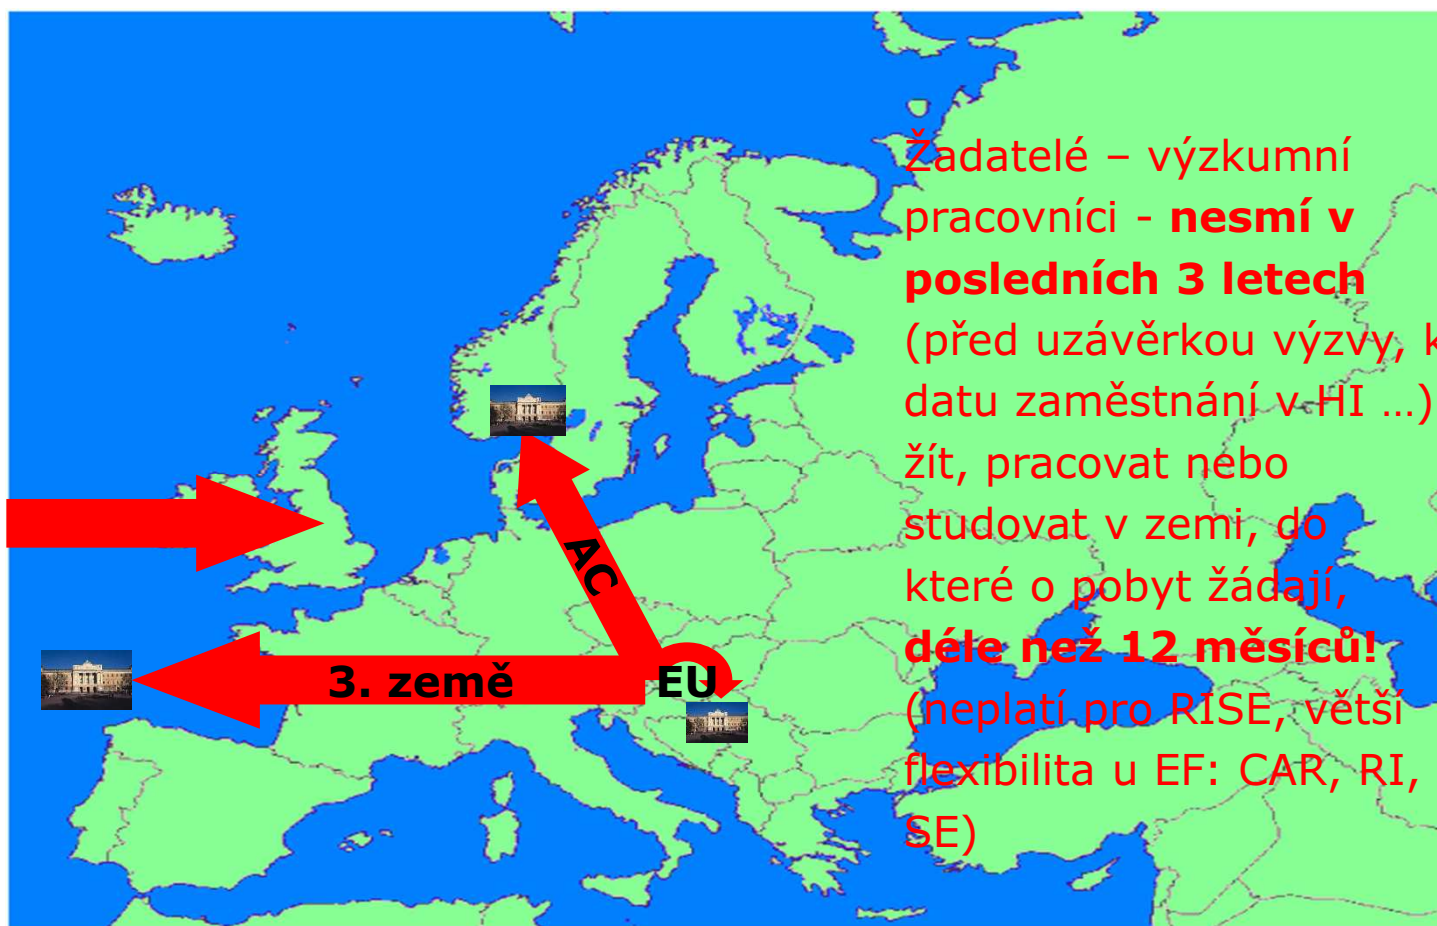 Žadatelé – výzkumní
pracovníci - nesmí v
posledních 3 letech
(před uzávěrkou výzvy, k
datu zaměstnání v HI …)
žít, pracovat nebo
studovat v zemi, do
které o pobyt žádají,
déle než 12 měsíců!
(neplatí pro RISE, větší
flexibilita u EF: CAR, RI,
SE)
AC
3. země
EU